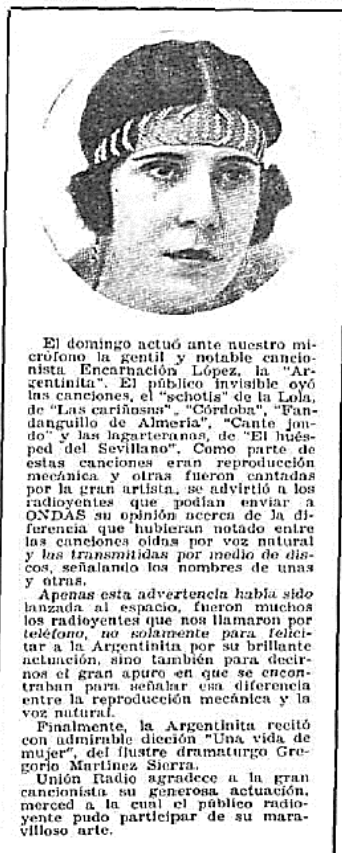 El domingo actuó ante nuestro mi-
crófono la gentil y notable cancio-
nista Encarnación López, la "Ar-
gentinita". El público invisible oyó
las canciones, el "schotis" de la Lola,
de "Las cariñosas", "Córdoba", "Fan-
danguillo de Almería", "Cante jon-
do" y las lagarteranas, de "El hués-
ped del Sevillano". Como parte de
estas canciones eran reproducción
mecánica y otras fueron cantadas
por la gran artista, se advirtió a los
radioyentes que podían enviar a
ONDAS su opinión acerca de la di-
ferencia que hubieran notado entre
las canciones oídas por voz natural
y las transmitidas por medio de dis-
cos, señalando los nombres de unas
y otras.
Apenas esta advertencia había sido
lanzada al espacio, fueron muchos
los radioyentes que nos llamaron por
teléfono, no solamente para felici-
tar a la Argentinita por su brillante
actuación, sino también para decir-
nos el gran apuro en que se encon-
traban para señalar esa diferencia
entre la reproducción mecánica y la
voz natural.
Finalmente, la Argentinita recitó
con admirable dicción "Una vida de
mujer", del ilustre dramaturgo Gre-
gorio Martínez Sierra.
Unión Radio agradece a la gran
cancionista su generosa actuación,
merced a la cual el público radio-
yente pudo participar de su mara-
villoso arte.